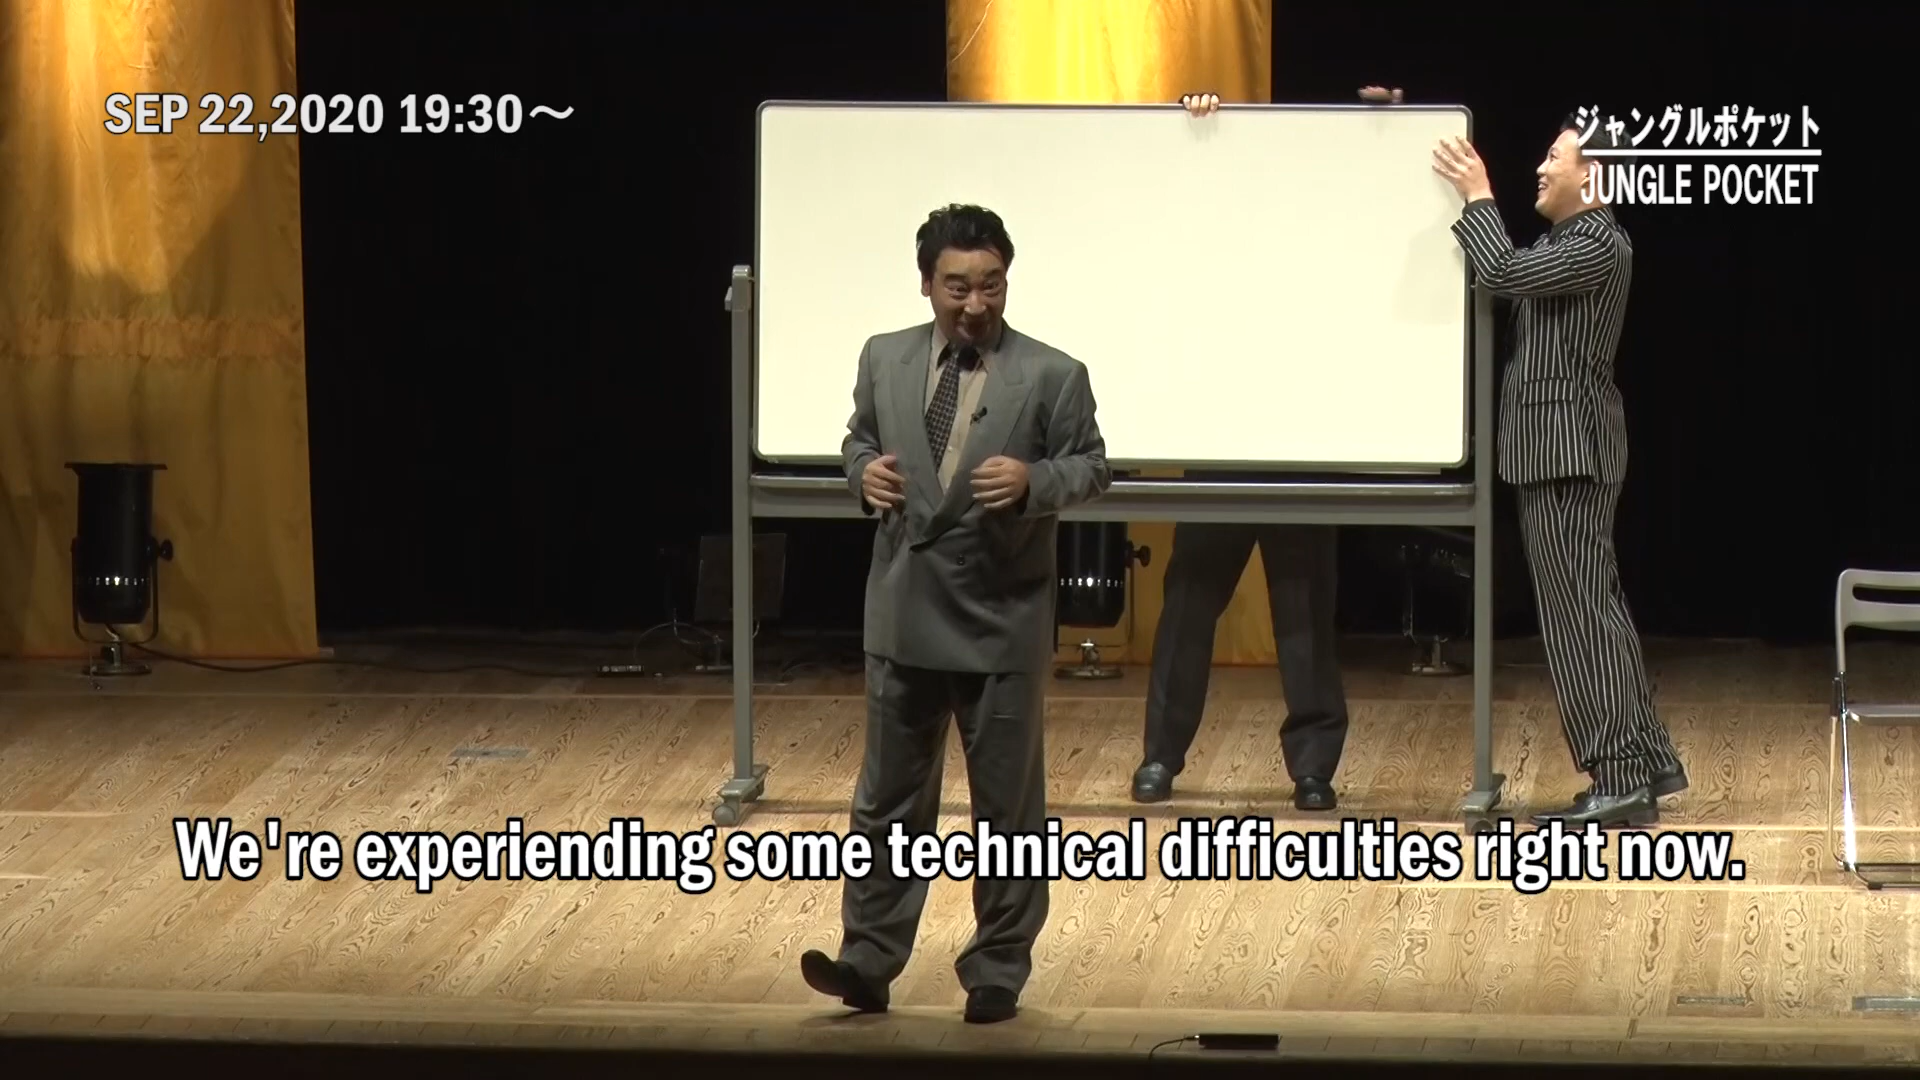 SEP 22,2020 19:30～
ジャングルポケット
JUNGLE POCKET
We're experiending some technical difficulties right now.